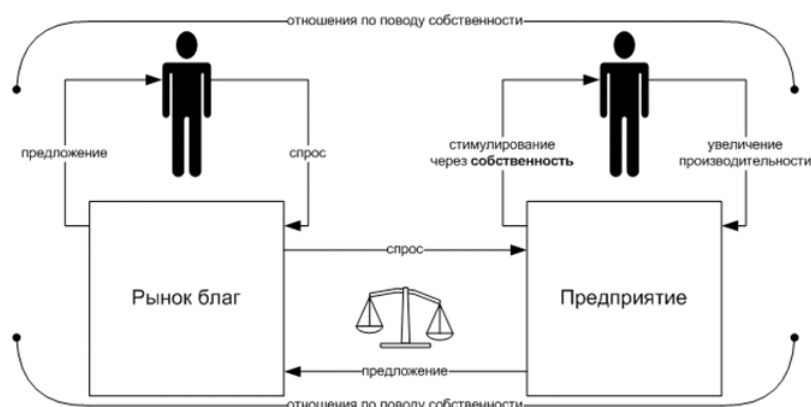 отношения по поводу собственности
предложение
спрос
стимулирование
через собственность
увеличение
производительности
спрос
Рынок благ
Предприятие
предложение
отношения по поводу собственности